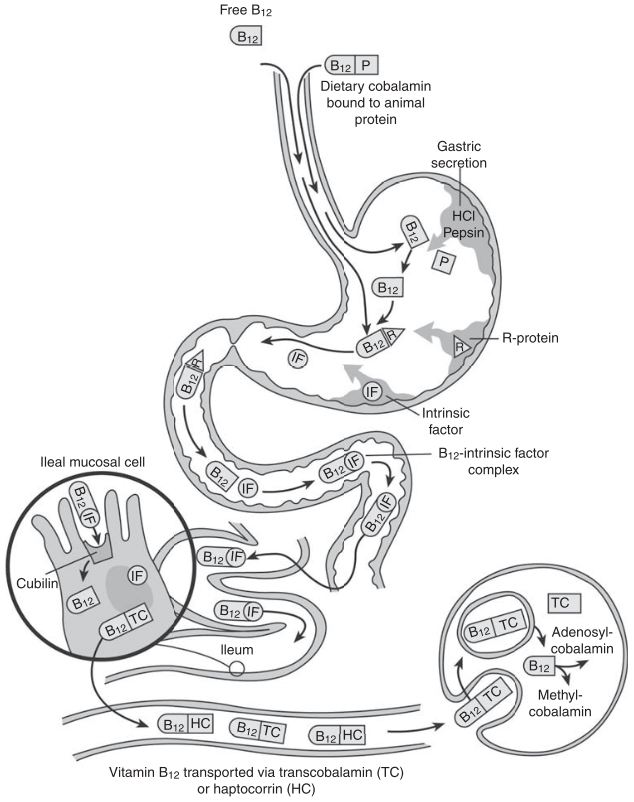 Free B12
B12
B12 P
Dietary cobalamin
bound to animal
protein
Gastric
secretion
HCl
Pepsin
B12
P
B12
B12 R
R
R-protein
IF
IF
Intrinsic
factor
B12 R
B12 IF
B12 IF
B12-intrinsic factor
complex
B12 IF
Ileal mucosal cell
B12 IF
Cubilin
IF
B12
B12 TC
B12 IF
B12 IF
Ileum
TC
B12 TC
Adenosyl-
cobalamin
B12
Methyl-
cobalamin
B12 TC
B12 HC
B12 TC
B12 HC
Vitamin B12 transported via transcobalamin (TC)
or haptocorrin (HC)